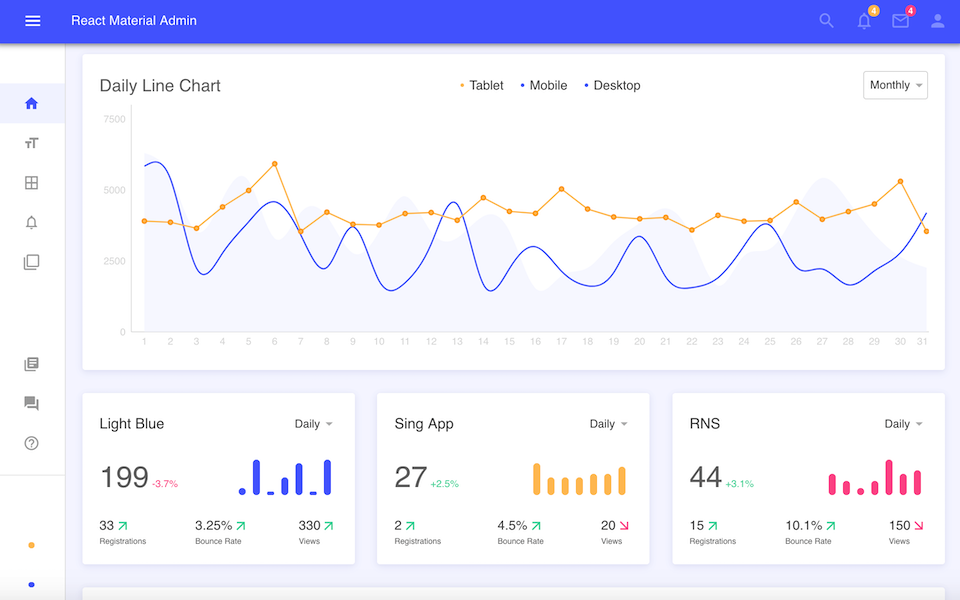 React Material Admin
4
4
Daily Line Chart
Tablet Mobile Desktop
Monthly
7500
5000
2500
0
1 2 3 4 5 6 7 8 9 10 11 12 13 14 15 16 17 18 19 20 21 22 23 24 25 26 27 28 29 30 31
Light Blue
Daily
199 -3.7%
33 3.25% 330
Registrations Bounce Rate Views
Sing App
Daily
27 +2.5%
2 4.5% 20
Registrations Bounce Rate Views
RNS
Daily
44 +3.1%
15 10.1% 150
Registrations Bounce Rate Views